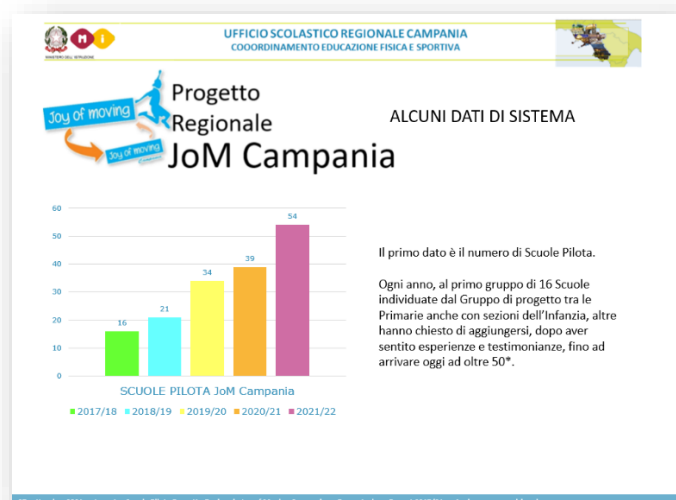 UFFICIO SCOLASTICO REGIONALE CAMPANIA
COOORDINAMENTO EDUCAZIONE FISICA E SPORTIVA
Joy of moving
Joy of moving
Progetto
Regionale
JoM Campania
ALCUNI DATI DI SISTEMA
60
50
40
30
20
10
0
16
21
34
39
54
SCUOLE PILOTA JoM Campania
2017/18 2018/19 2019/20 2020/21 2021/22
Il primo dato è il numero di Scuole Pilota.
Ogni anno, al primo gruppo di 16 Scuole
individuate dal Gruppo di progetto tra le
Primarie anche con sezioni dell'Infanzia, altre
hanno chiesto di aggiungersi, dopo aver
sentito esperienze e testimonianze, fino ad
arrivare oggi ad oltre 50*.